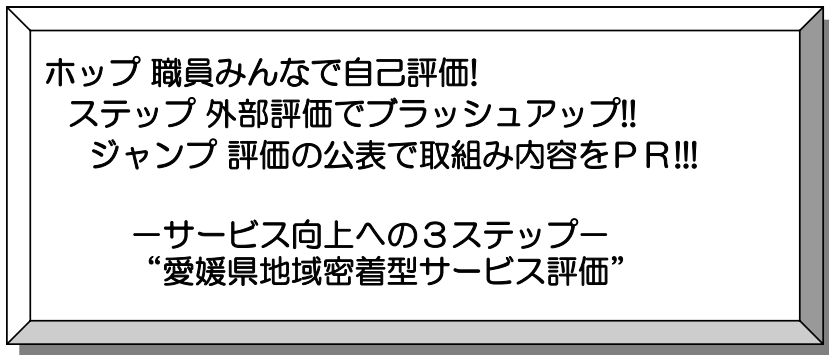 ホップ 職員みんなで自己評価!
ステップ 外部評価でブラッシュアップ!!
ジャンプ 評価の公表で取組み内容をＰＲ!!!
－サービス向上への３ステップ－
“愛媛県地域密着型サービス評価”